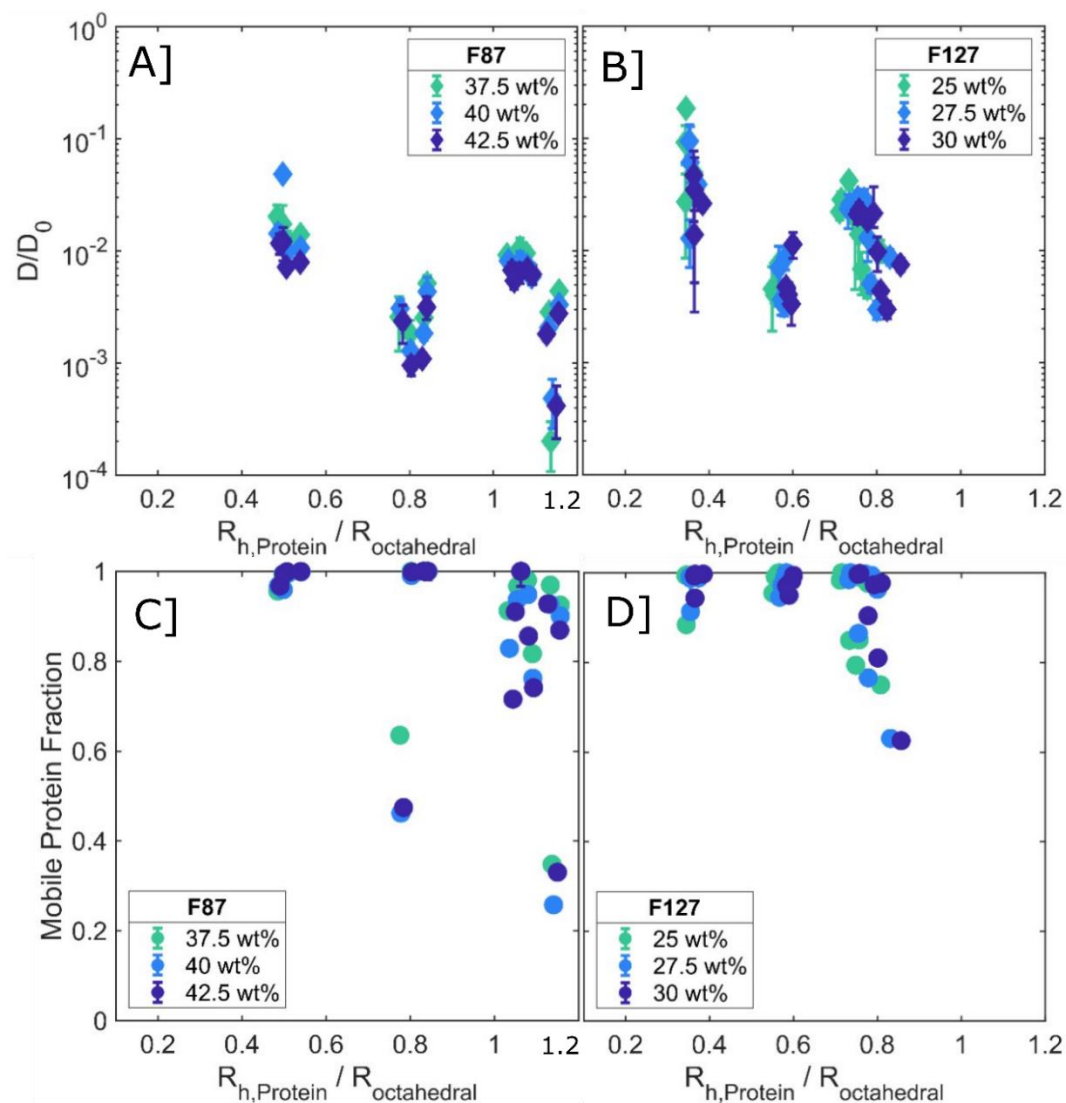 A]
F87
37.5 wt%
40 wt%
42.5 wt%
10^0
10^-1
10^-2
10^-3
10^-4
D/D_0
0.2 0.4 0.6 0.8 1 1.2
R_h,Protein / R_octahedral
B]
F127
25 wt%
27.5 wt%
30 wt%
0.2 0.4 0.6 0.8 1 1.2
R_h,Protein / R_octahedral
C]
F87
37.5 wt%
40 wt%
42.5 wt%
1
0.8
0.6
0.4
0.2
0
Mobile Protein Fraction
0.2 0.4 0.6 0.8 1 1.2
R_h,Protein / R_octahedral
D]
F127
25 wt%
27.5 wt%
30 wt%
0.2 0.4 0.6 0.8 1 1.2
R_h,Protein / R_octahedral